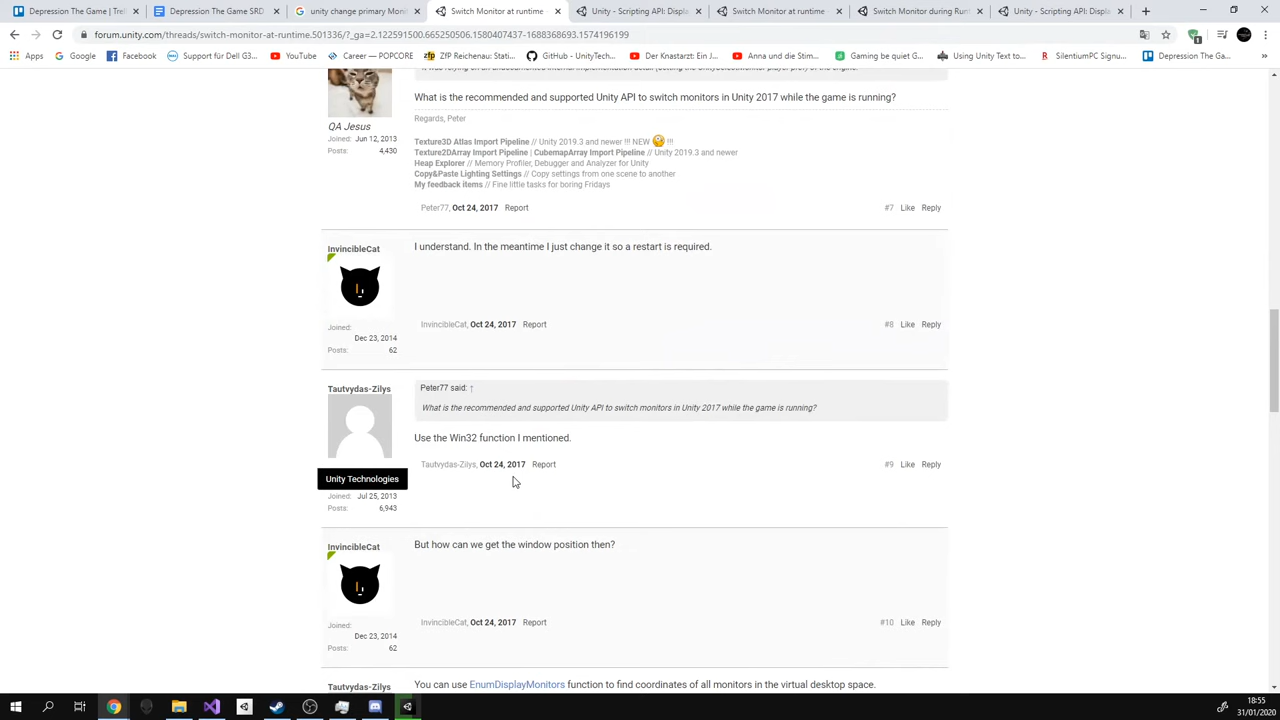 Depression The Game | Trell
Depression The Game SRD
unity switch monitor at runtime
Switch Monitor at Runtime
Switch Monitor at Runtime
Unity - Scripting API: Displa
Unity - Scripting API: Displa
Switch Monitor during Runti
Unity - Scripting API: Displa
forum.unity.com/threads/switch-monitor-at-runtime.501336/?_ga=2.122591500.665250506.1580407437-1688368693.1574196199
Apps
Google
Facebook
Support für Dell G3...
YouTube
Career — POPCORE
ZfP Reichenau: Stati...
GitHub - UnityTech...
Der Knastarzt: Ein J...
Anna und die Stim...
Gaming be quiet G...
Using Unity Text to...
SilentiumPC Signu...
Depression The Ga...
»
QA Jesus
Joined: Jun 12, 2013
Posts: 4,430
What is the recommended and supported Unity API to switch monitors in Unity 2017 while the game is running?
Regards, Peter
Texture3D Atlas Import Pipeline // Unity 2019.3 and newer !!! NEW !!!
Texture2DArray Import Pipeline | CubemapArray Import Pipeline // Unity 2019.3 and newer
Heap Explorer // Memory Profiler, Debugger and Analyzer for Unity
Copy&Paste Lighting Settings // Copy settings from one scene to another
My feedback items // Fine little tasks for boring Fridays
Peter77, Oct 24, 2017 Report #7 Like Reply
InvincibleCat
I understand. In the meantime I just change it so a restart is required.
Joined:
Dec 23, 2014
Posts: 62
InvincibleCat, Oct 24, 2017 Report #8 Like Reply
Tautvydas-Zilys
Unity Technologies
Joined: Jul 25, 2013
Posts: 6,943
Peter77 said: ↑
What is the recommended and supported Unity API to switch monitors in Unity 2017 while the game is running?
Use the Win32 function I mentioned.
Tautvydas-Zilys, Oct 24, 2017 Report #9 Like Reply
InvincibleCat
But how can we get the window position then?
Joined:
Dec 23, 2014
Posts: 62
InvincibleCat, Oct 24, 2017 Report #10 Like Reply
Tautvydas-Zilys
You can use EnumDisplayMonitors function to find coordinates of all monitors in the virtual desktop space.
18:55
31/01/2020